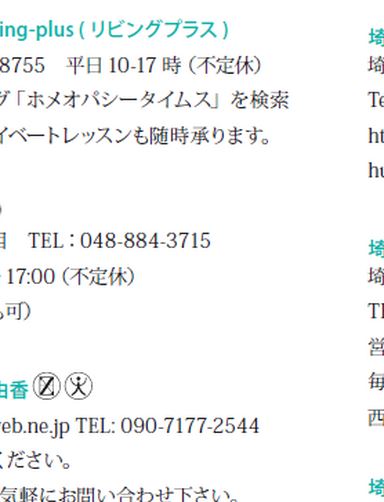 ing-plus ( リビングプラス )
8755　平日 10-17 時（不定休）
グ「ホメオパシータイムス」を検索
イベートレッスンも随時承ります。
)
目　TEL：048-884-3715
17:00（不定休）
も可）
由香
eb.ne.jp TEL: 090-7177-2544
ください。
気軽にお問い合わせ下さい。
埼
埼
Te
ht
hu
埼
埼
TE
営
毎
西
埼